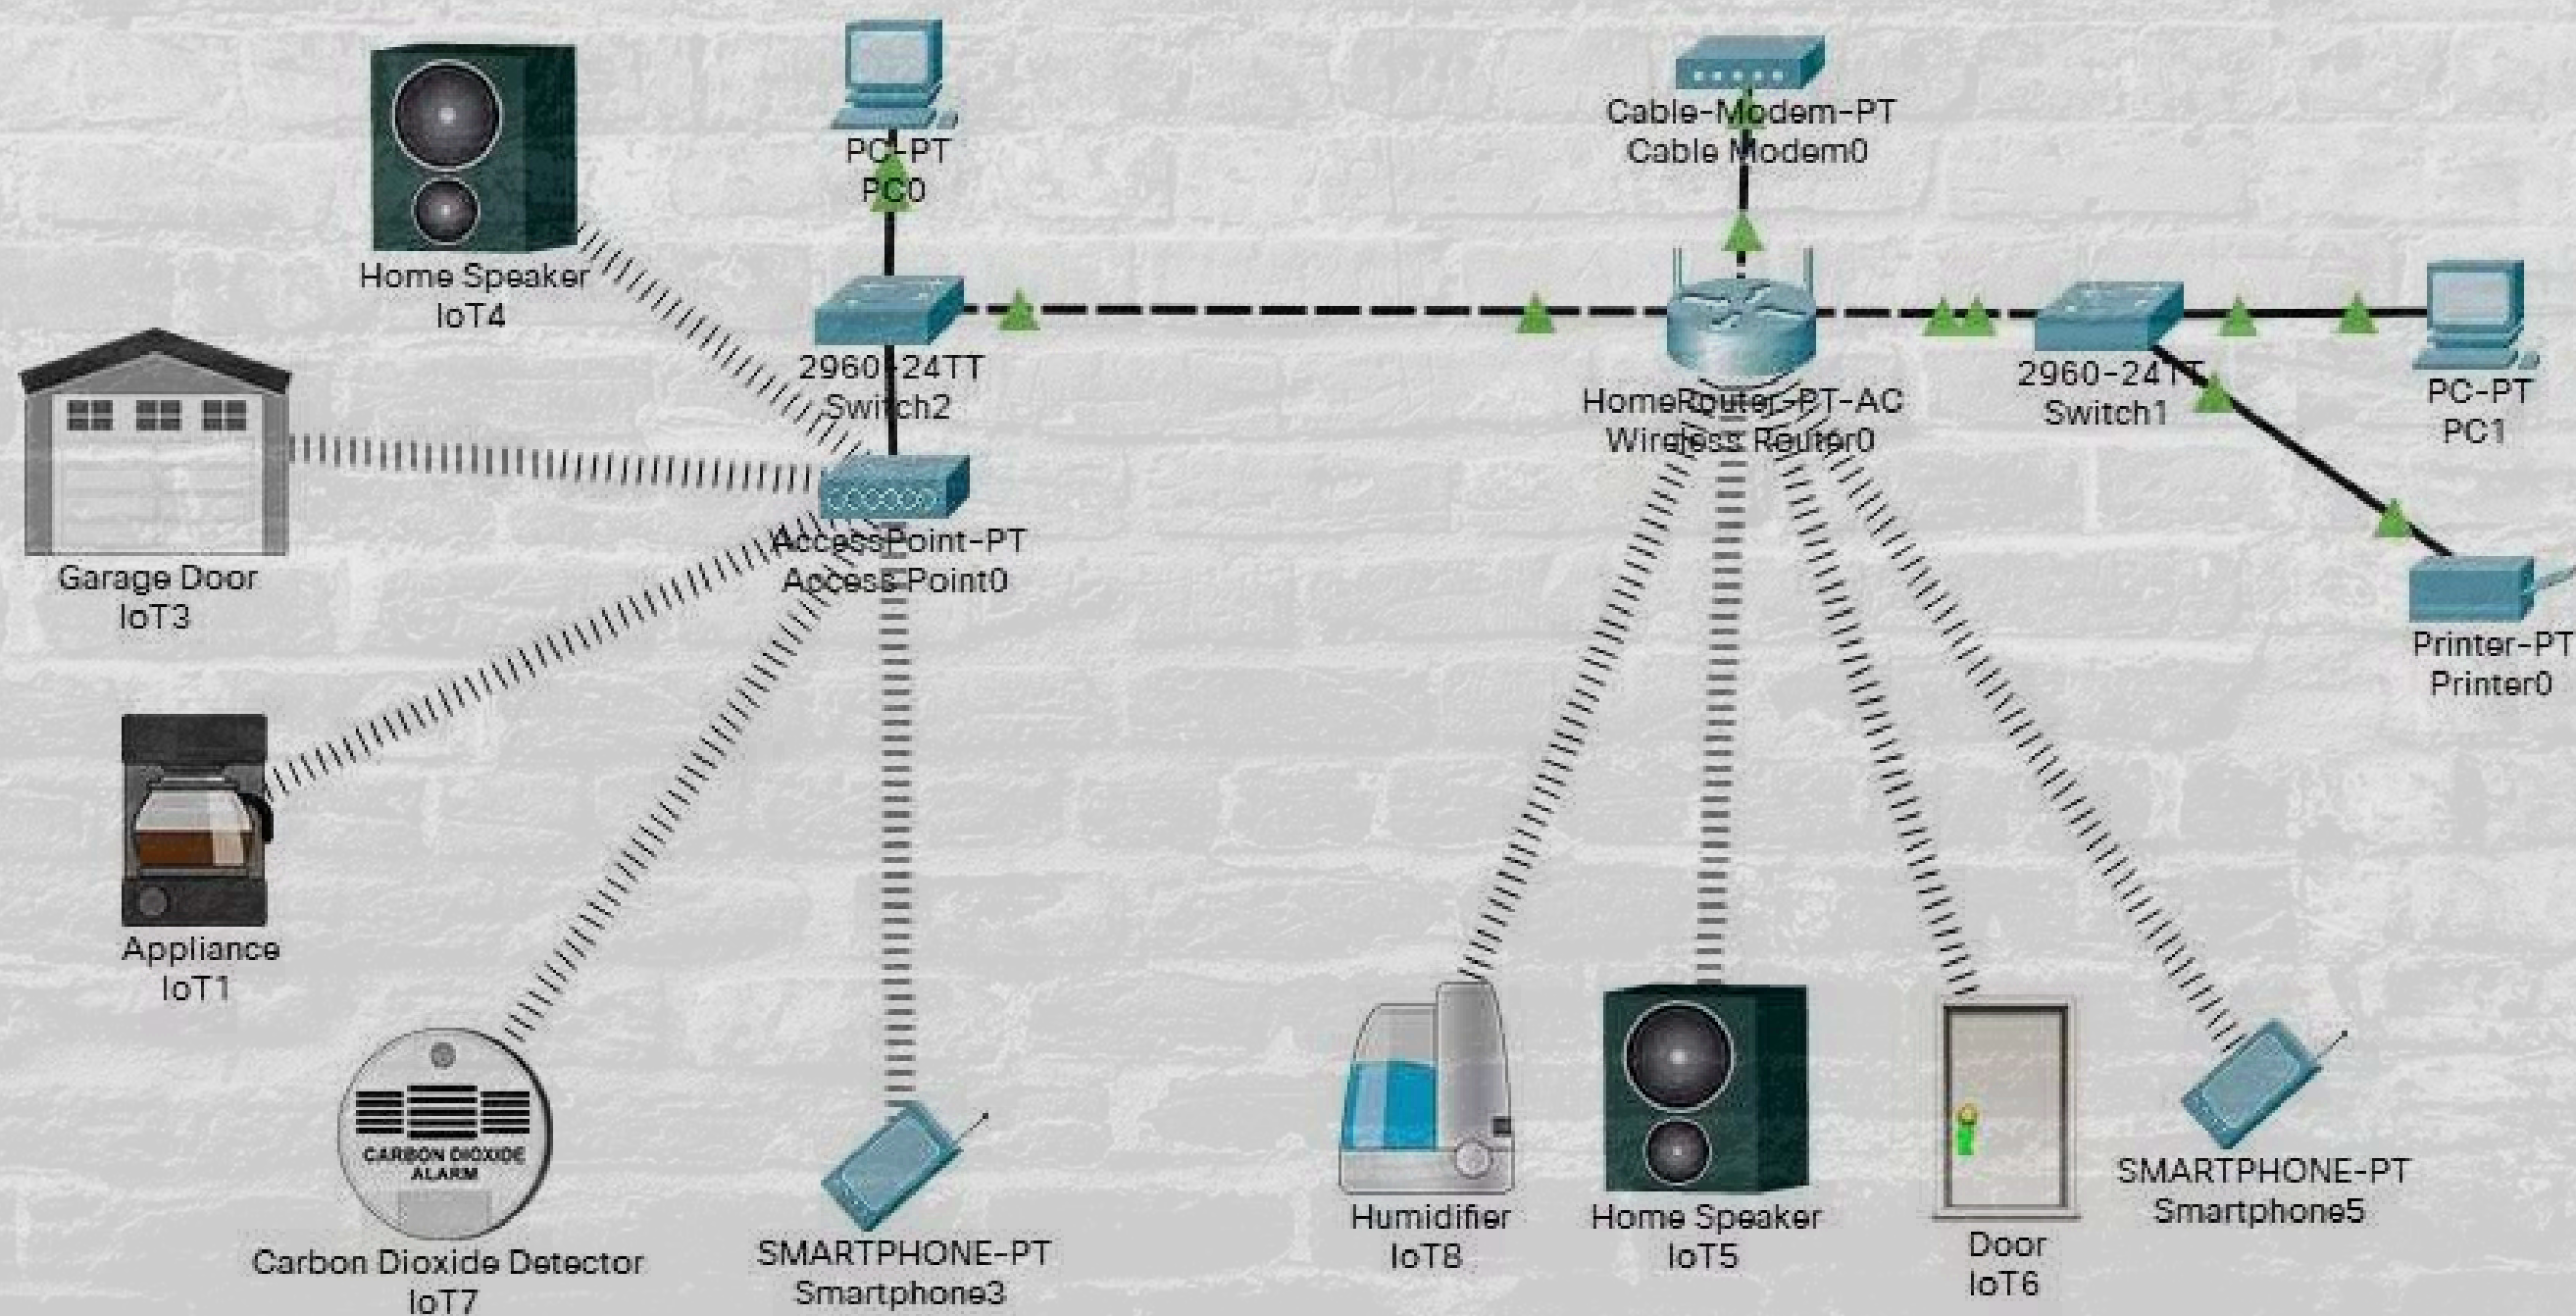 PC-PT
PC0
Cable-Modem-PT
Cable Modem0
Home Speaker
IoT4
2960-24TT
Switch2
HomeRouter-PT-AC
Wireless Router0
2960-24TT
Switch1
PC-PT
PC1
AccessPoint-PT
Access Point0
Garage Door
IoT3
Printer-PT
Printer0
Appliance
IoT1
CARBON DIOXIDE
ALARM
Carbon Dioxide Detector
IoT7
SMARTPHONE-PT
Smartphone3
Humidifier
IoT8
Home Speaker
IoT5
Door
IoT6
SMARTPHONE-PT
Smartphone5